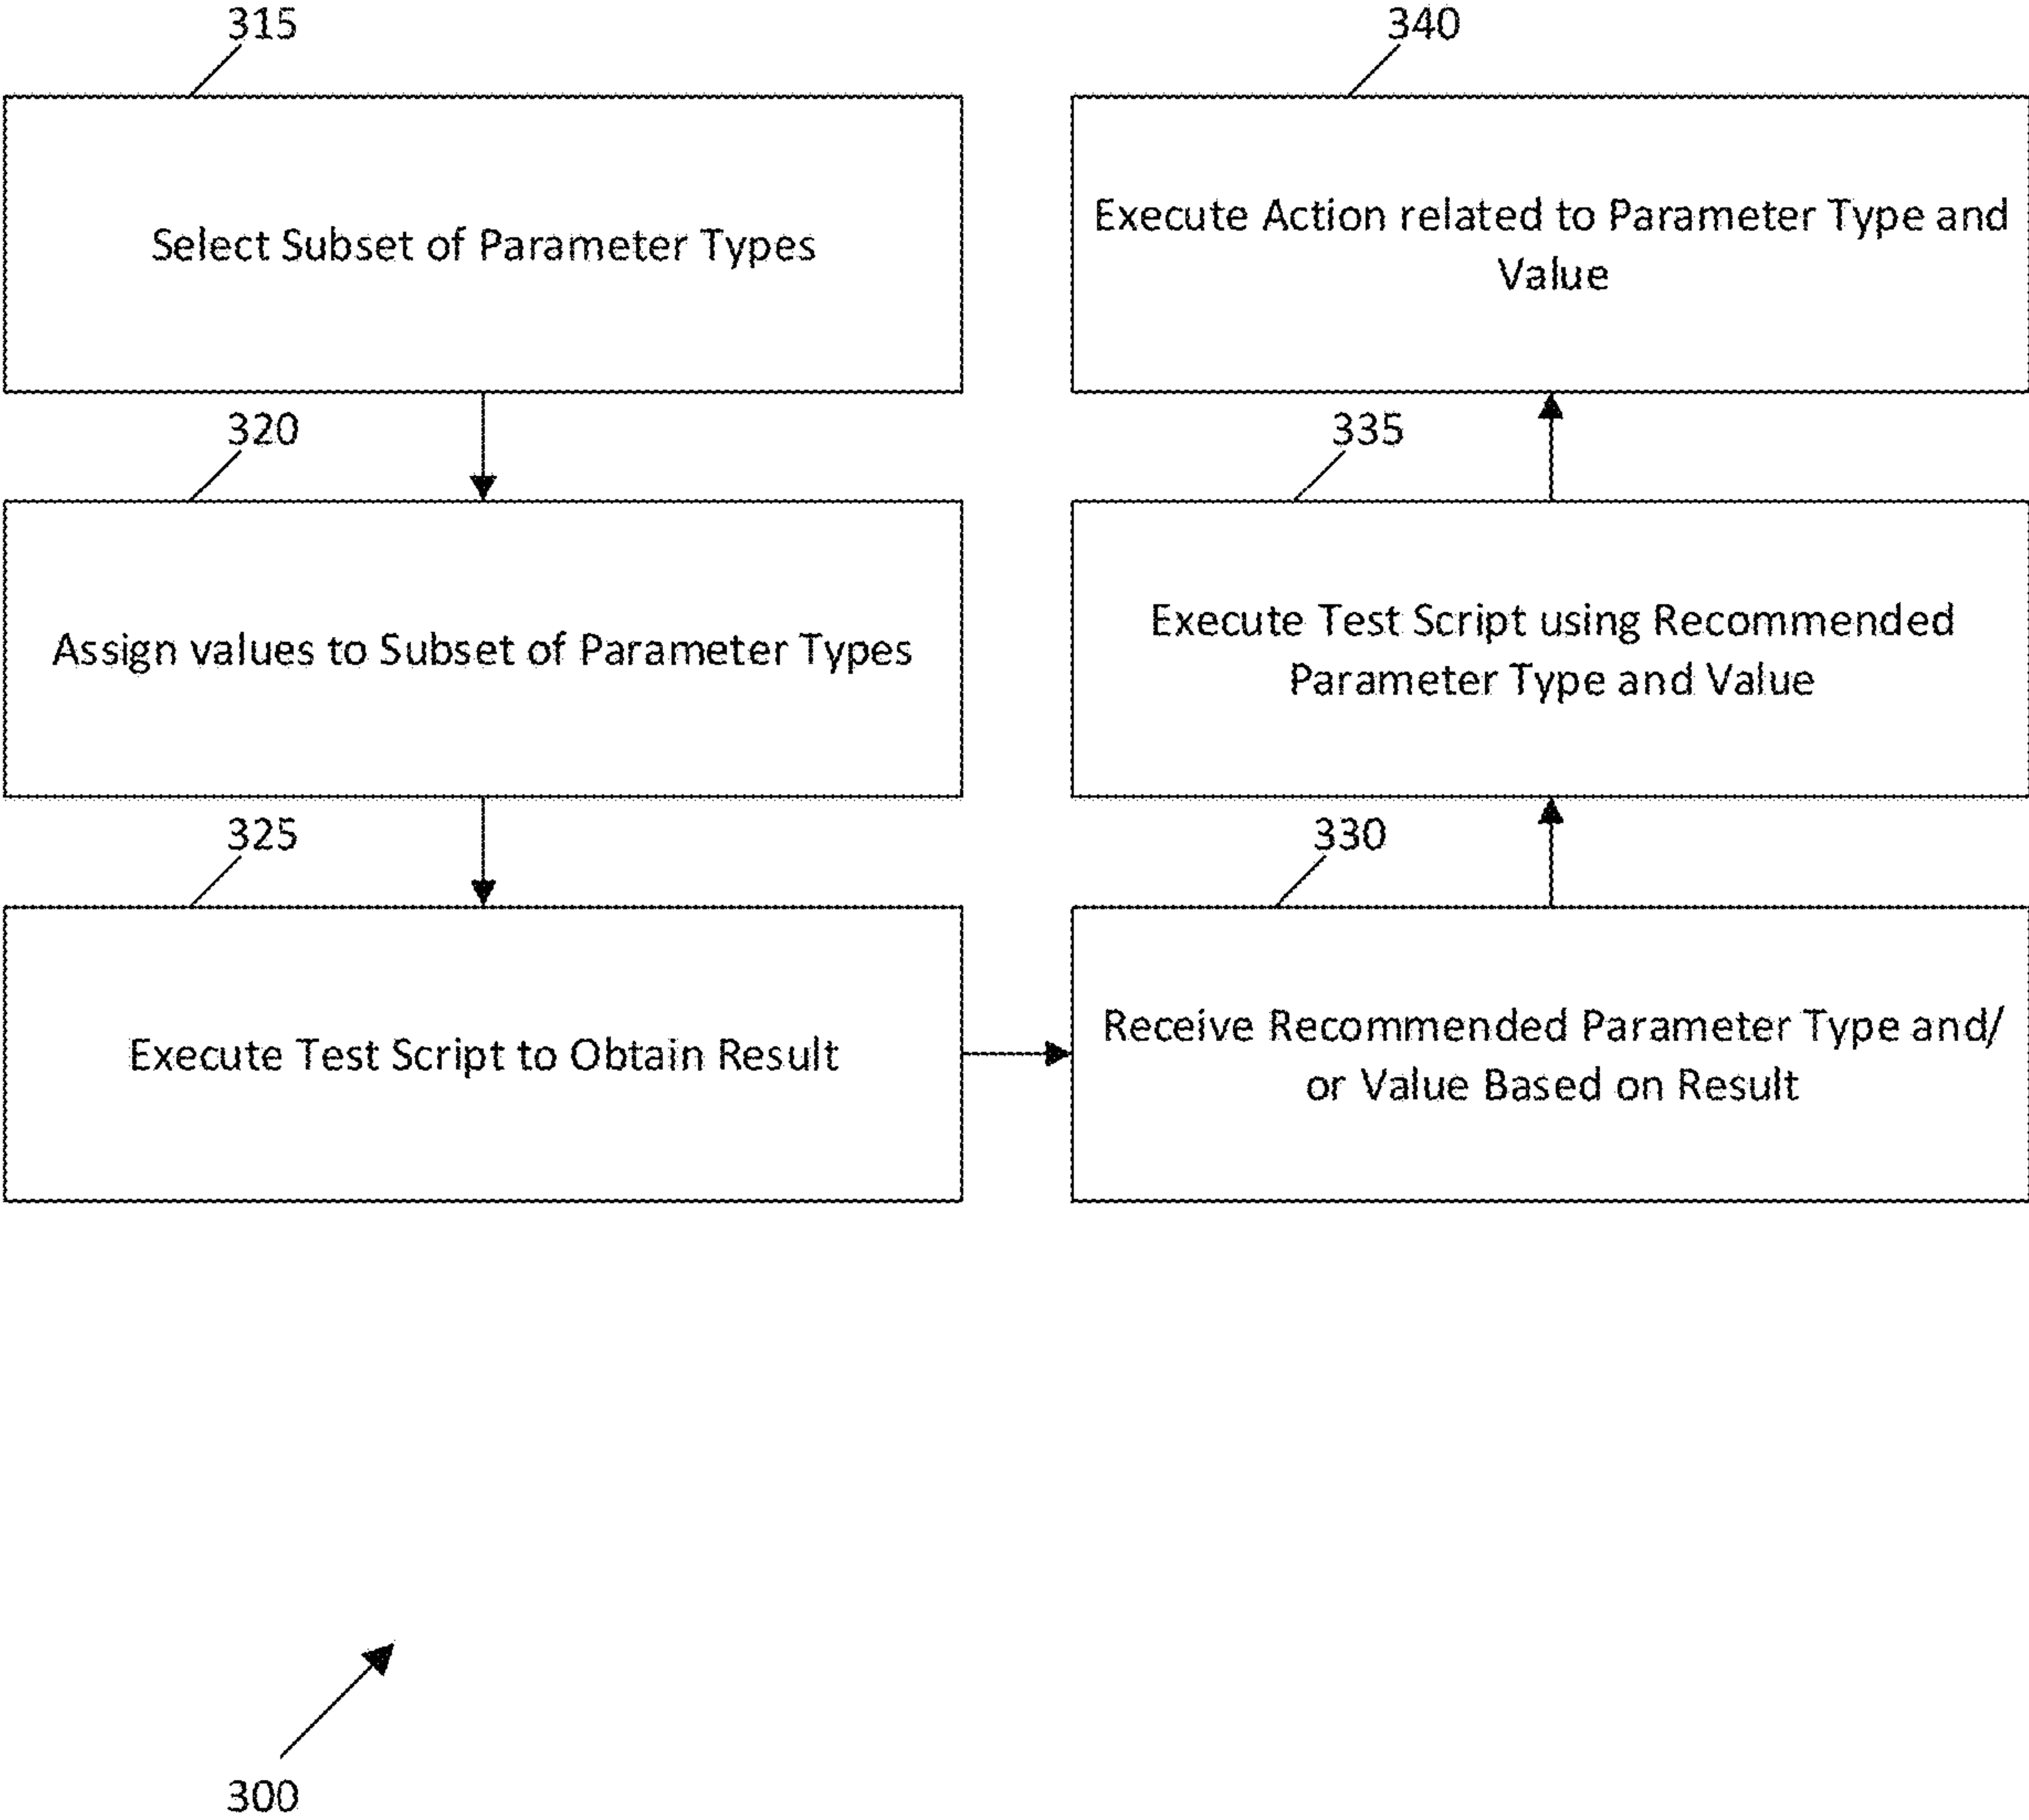 315
Select Subset of Parameter Types
320
Assign values to Subset of Parameter Types
325
Execute Test Script to Obtain Result
330
Receive Recommended Parameter Type and/
or Value Based on Result
335
Execute Test Script using Recommended
Parameter Type and Value
340
Execute Action related to Parameter Type and
Value
300